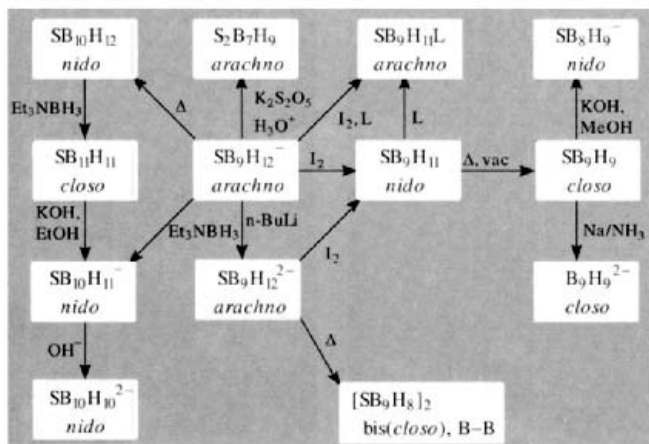 SB₁₀H₁₂ nido
S₂B₇H₉ arachno
SB₉H₁₁L arachno
SB₈H₉⁻ nido
Et₃NBH₃
Δ
K₂S₂O₅
H₃O⁺
I₂, L
L
KOH, MeOH
SB₁₁H₁₁ closo
SB₉H₁₂⁻ arachno
I₂
SB₉H₁₁ nido
Δ, vac
SB₉H₉ closo
KOH, EtOH
Et₃NBH₃
n-BuLi
I₂
Na/NH₃
SB₁₀H₁₁⁻ nido
SB₉H₁₂²⁻ arachno
B₉H₉²⁻ closo
OH⁻
Δ
SB₁₀H₁₀²⁻ nido
[SB₉H₈]₂
bis(closo), B–B